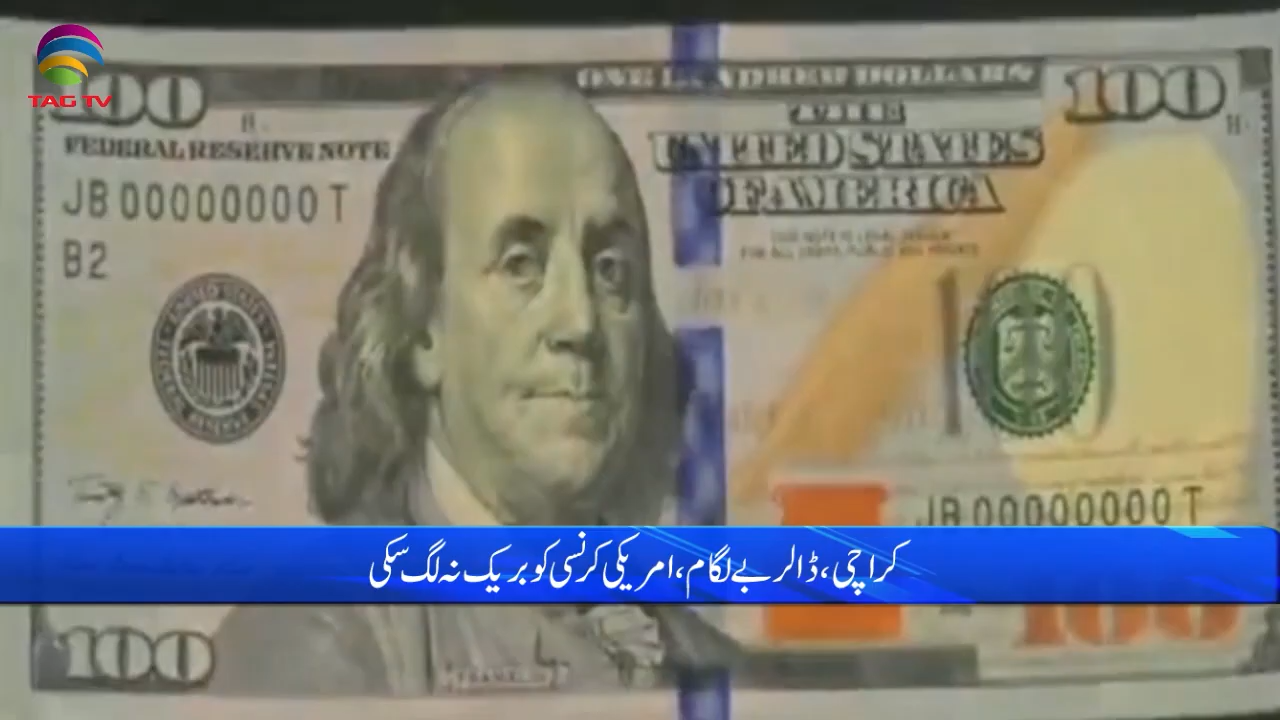 TAG TV
100
FEDERAL RESERVE NOTE
JB 00000000 T
B2
ONE HUNDRED DOLLARS
THE
UNITED STATES
OF AMERICA
100
JB 00000000 T
کراچی، ڈالر بے لگام، امریکی کرنسی کو بریک نہ لگ سکی
100
FRANKLIN
100